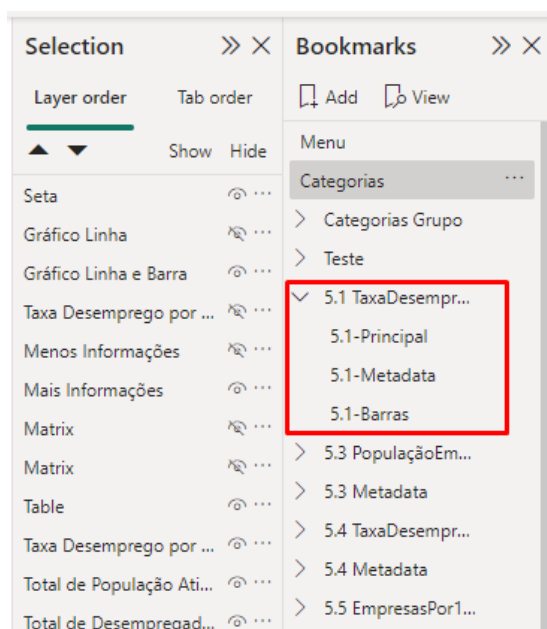 Selection
Layer order Tab order
Show Hide
Seta
Gráfico Linha
Gráfico Linha e Barra
Taxa Desemprego por ...
Menos Informações
Mais Informações
Matrix
Matrix
Table
Taxa Desemprego por ...
Total de População Ati...
Total de Desempregad...
Bookmarks
Add View
Menu
Categorias
Categorias Grupo
Teste
5.1 TaxaDesempr...
5.1-Principal
5.1-Metadata
5.1-Barras
5.3 PopulaçãoEm...
5.3 Metadata
5.4 TaxaDesempr...
5.4 Metadata
5.5 EmpresasPor1...